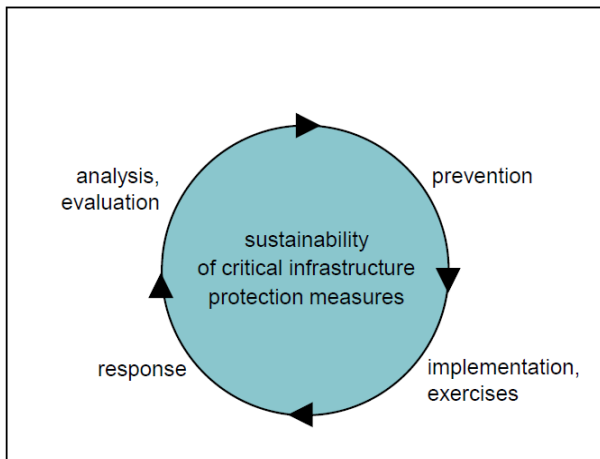 analysis,
evaluation
prevention
sustainability
of critical infrastructure
protection measures
response
implementation,
exercises